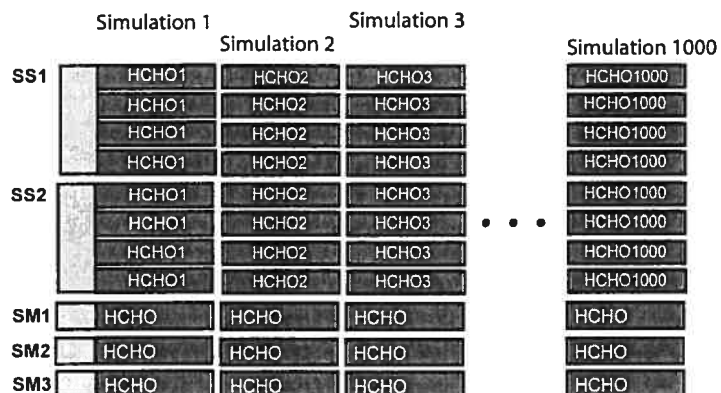 Simulation 1
Simulation 2
Simulation 3
Simulation 1000
SS1 HCHO1 HCHO2 HCHO3 HCHO1000
HCHO1 HCHO2 HCHO3 HCHO1000
HCHO1 HCHO2 HCHO3 HCHO1000
HCHO1 HCHO2 HCHO3 HCHO1000
SS2 HCHO1 HCHO2 HCHO3 HCHO1000
HCHO1 HCHO2 HCHO3 • • • HCHO1000
HCHO1 HCHO2 HCHO3 HCHO1000
HCHO1 HCHO2 HCHO3 HCHO1000
SM1 HCHO HCHO HCHO HCHO
SM2 HCHO HCHO HCHO HCHO
SM3 HCHO HCHO HCHO HCHO